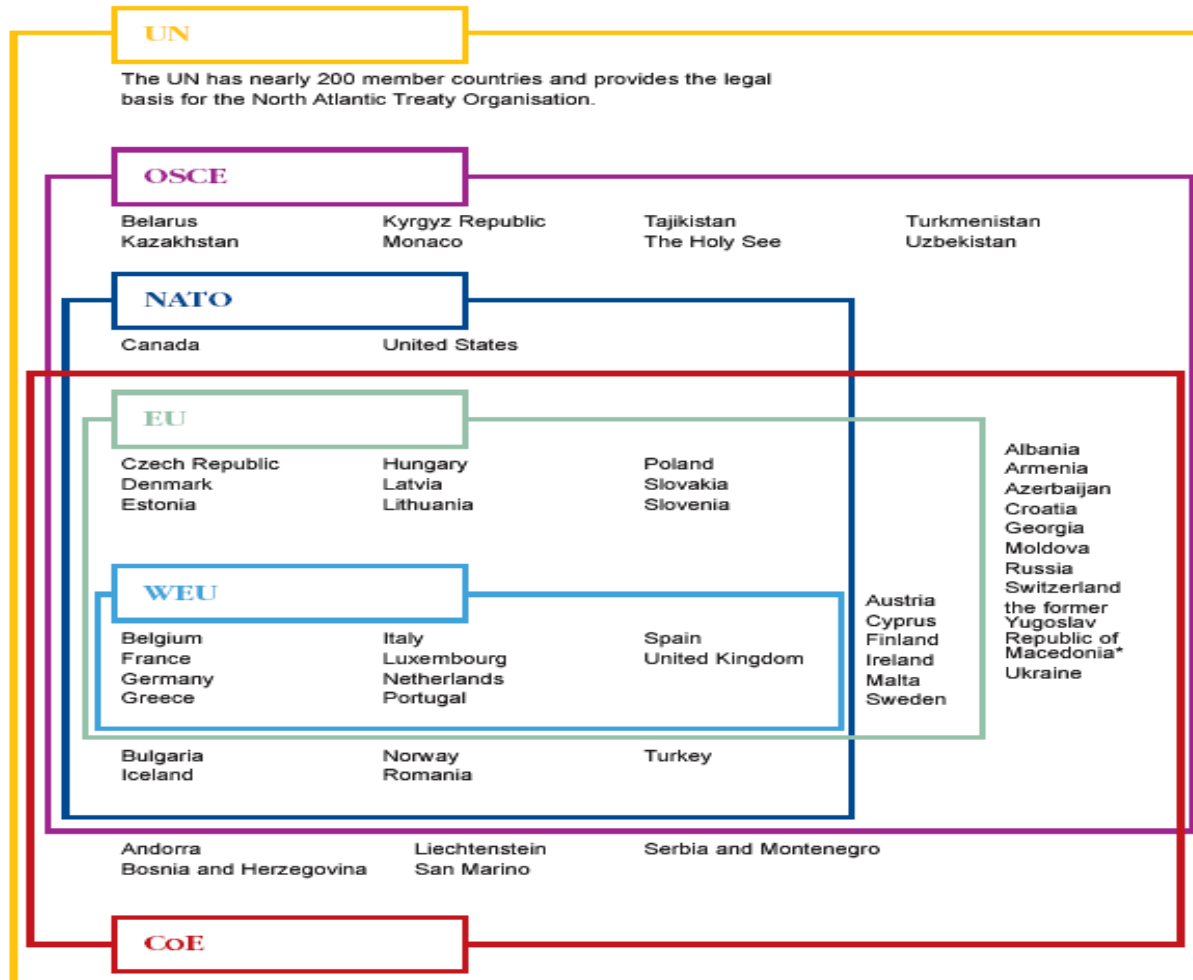 UN
The UN has nearly 200 member countries and provides the legal
basis for the North Atlantic Treaty Organisation.
OSCE
Belarus Kyrgyz Republic Tajikistan Turkmenistan
Kazakhstan Monaco The Holy See Uzbekistan
NATO
Canada United States
EU
Czech Republic Hungary Poland
Denmark Latvia Slovakia
Estonia Lithuania Slovenia
WEU
Belgium Italy Spain
France Luxembourg United Kingdom
Germany Netherlands
Greece Portugal
Austria
Cyprus
Finland
Ireland
Malta
Sweden
Albania
Armenia
Azerbaijan
Croatia
Georgia
Moldova
Russia
Switzerland
the former
Yugoslav
Republic of
Macedonia*
Ukraine
Bulgaria Norway Turkey
Iceland Romania
Andorra Liechtenstein Serbia and Montenegro
Bosnia and Herzegovina San Marino
CoE